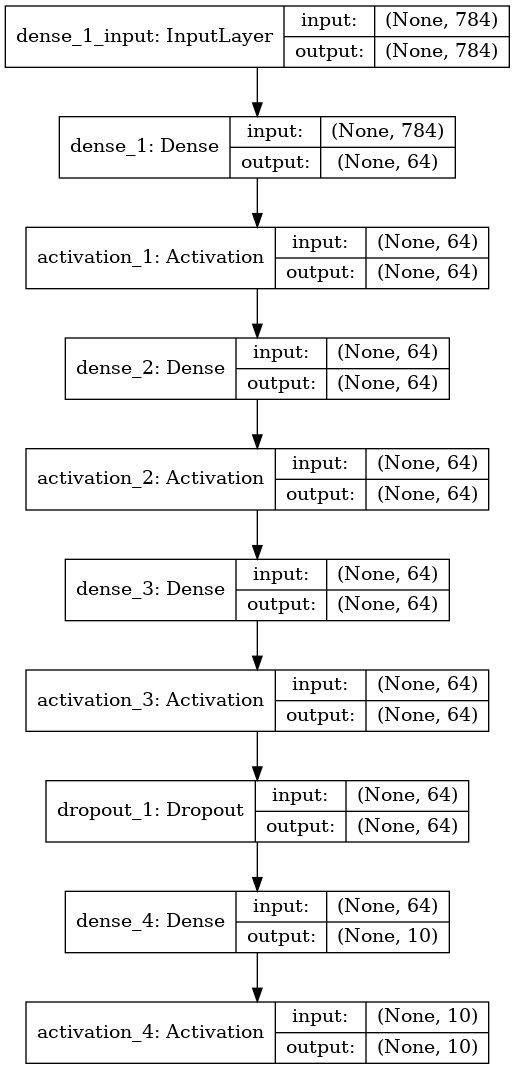 dense_1_input: InputLayer
input: (None, 784)
output: (None, 784)
dense_1: Dense
input: (None, 784)
output: (None, 64)
activation_1: Activation
input: (None, 64)
output: (None, 64)
dense_2: Dense
input: (None, 64)
output: (None, 64)
activation_2: Activation
input: (None, 64)
output: (None, 64)
dense_3: Dense
input: (None, 64)
output: (None, 64)
activation_3: Activation
input: (None, 64)
output: (None, 64)
dropout_1: Dropout
input: (None, 64)
output: (None, 64)
dense_4: Dense
input: (None, 64)
output: (None, 10)
activation_4: Activation
input: (None, 10)
output: (None, 10)